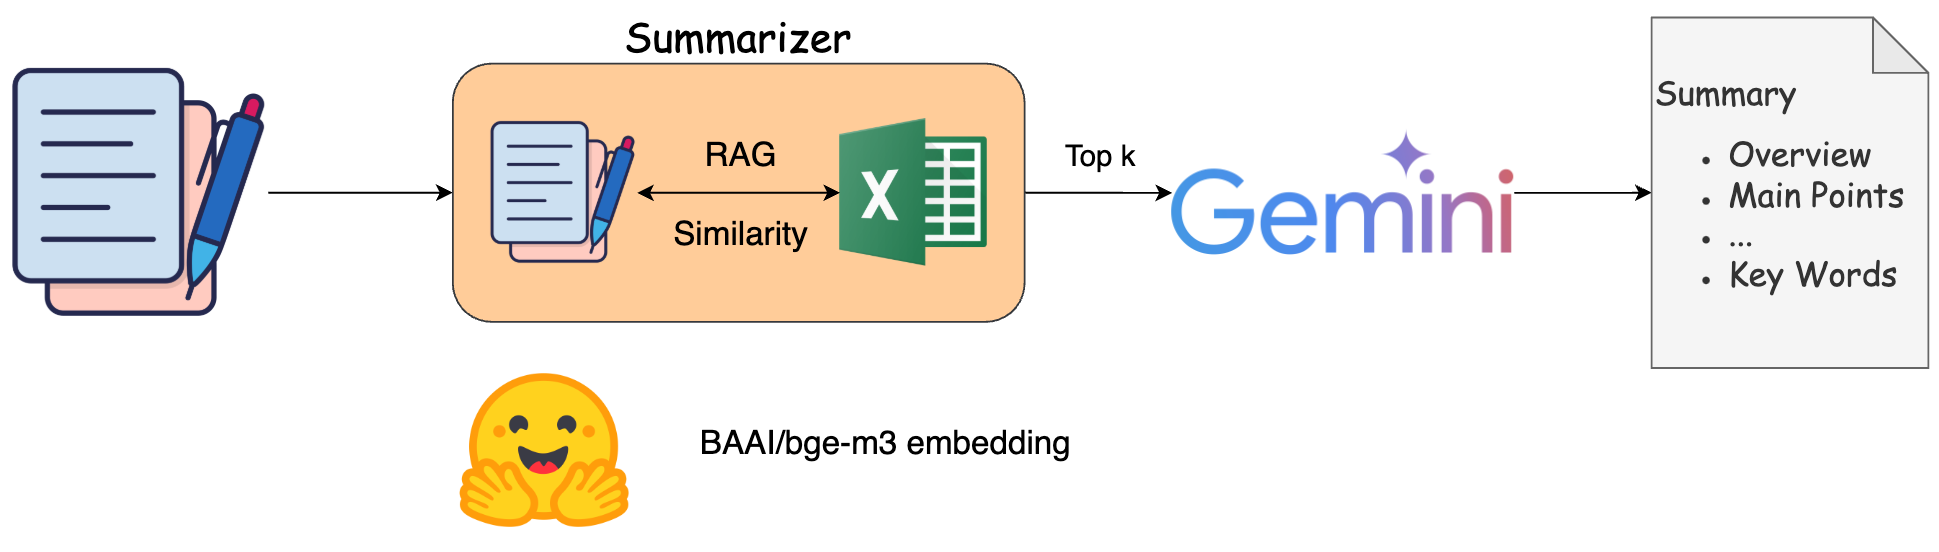 Summarizer
RAG
Similarity
X
Top k
Gemini
Summary
• Overview
• Main Points
• ...
• Key Words
BAAI/bge-m3 embedding